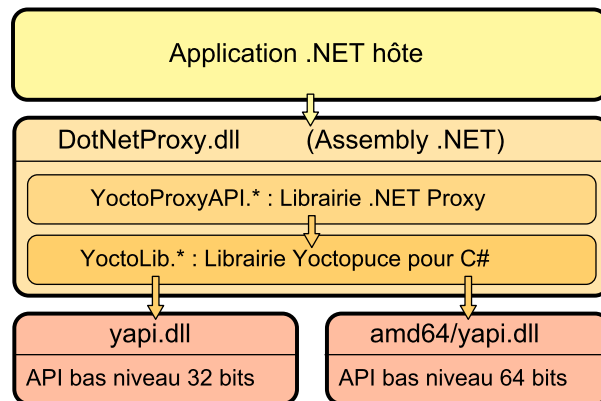 Application .NET hôte
DotNetProxy.dll (Assembly .NET)
YoctoProxyAPI.* : Librairie .NET Proxy
YoctoLib.* : Librairie Yoctopuce pour C#
yapi.dll
API bas niveau 32 bits
amd64/yapi.dll
API bas niveau 64 bits